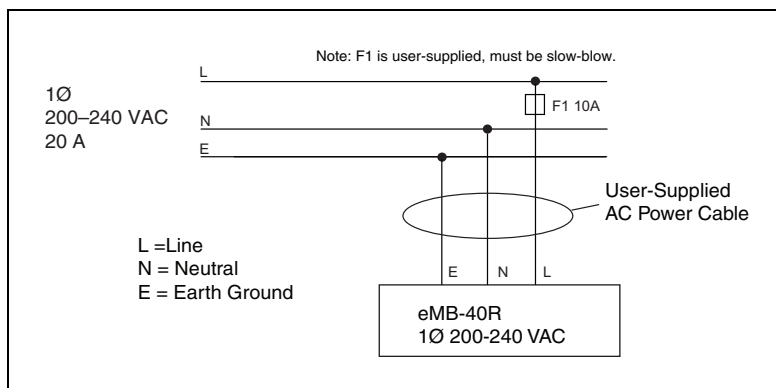 Note: F1 is user-supplied, must be slow-blow.
L
1Ø
200–240 VAC
20 A
F1 10A
N
E
User-Supplied
AC Power Cable
L =Line
N = Neutral
E = Earth Ground
E N L
eMB-40R
1Ø 200-240 VAC